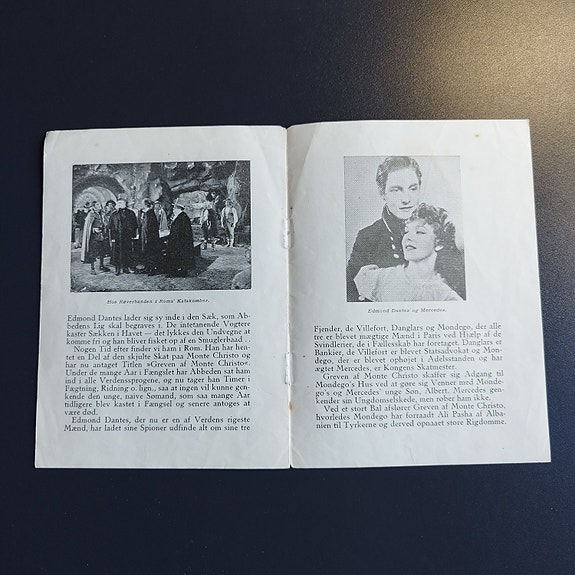 Hos Røverbanden i Roms' Katakomber.
Edmond Dantes lader sig sy inde i den Sæk, som Ab-
bedens Lig skal begraves i. De intetanende Vogtere
kaster Sækken i Havet — det lykkes den Undvegne at
komme fri og han bliver fisket op af en Smuglerbaad . .
Nogen Tid efter finder vi ham i Rom. Han har hen-
tet en Del af den skjulte Skat paa Monte Christo og
har nu antaget Titlen »Greven af Monte Christo«.
Under de mange Aar i Fængslet har Abbeden sat ham
ind i alle Verdenssprogene, og nu tager han Timer i
Fægtning, Ridning o. lign., saa at ingen vil kunne gen-
kende den unge, naive Sømand, som saa mange Aar
tidligere blev kastet i Fængsel og senere antoges at
være død.
Edmond Dantes, der nu er en af Verdens rigeste
Mænd, har ladet sine Spioner udfinde alt om sine tre
Edmond Dantes og Mercedes.
Fjender, de Villefort, Danglars og Mondego, der alle
tre er blevet mægtige Mænd i Paris ved Hjælp af de
Svindlerier, de i Fællesskab har foretaget. Danglars er
Bankier, de Villefort er blevet Statsadvokat og Mon-
dego, der er blevet ophøjet i Adelsstanden og har
ægtet Mercedes, er Kongens Skatmester.
Greven af Monte Christo skaffer sig Adgang til
Mondego's Hus ved at gøre sig Venner med Monde-
go's og Mercedes' unge Søn, Albert. Mercedes gen-
kender sin Ungdomselskede, men røber ham ikke.
Ved et stort Bal afslører Greven af Monte Christo,
hvorledes Mondego har forraadt Ali Pasha af Alba-
nien til Tyrkerne og derved opnaaet store Rigdomme.